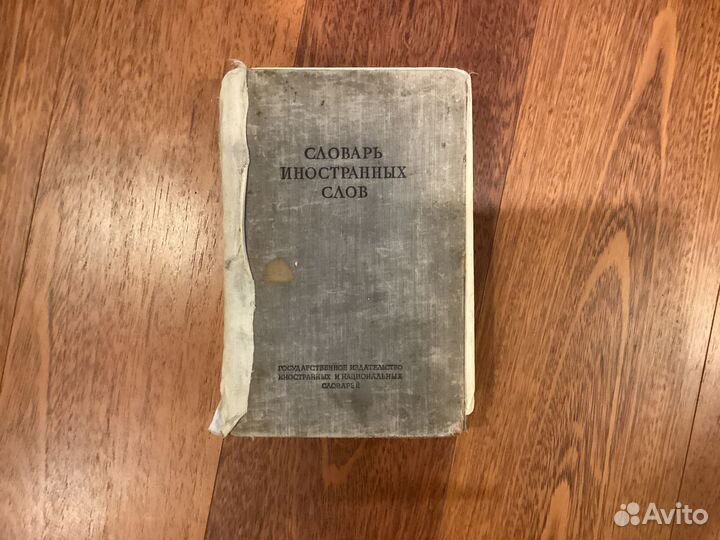 СЛОВАРЬ
ИНОСТРАННЫХ
СЛОВ
ГОСУДАРСТВЕННОЕ ИЗДАТЕЛЬСТВО
ИНОСТРАННЫХ И НАЦИОНАЛЬНЫХ
СЛОВАРЕЙ
Avito